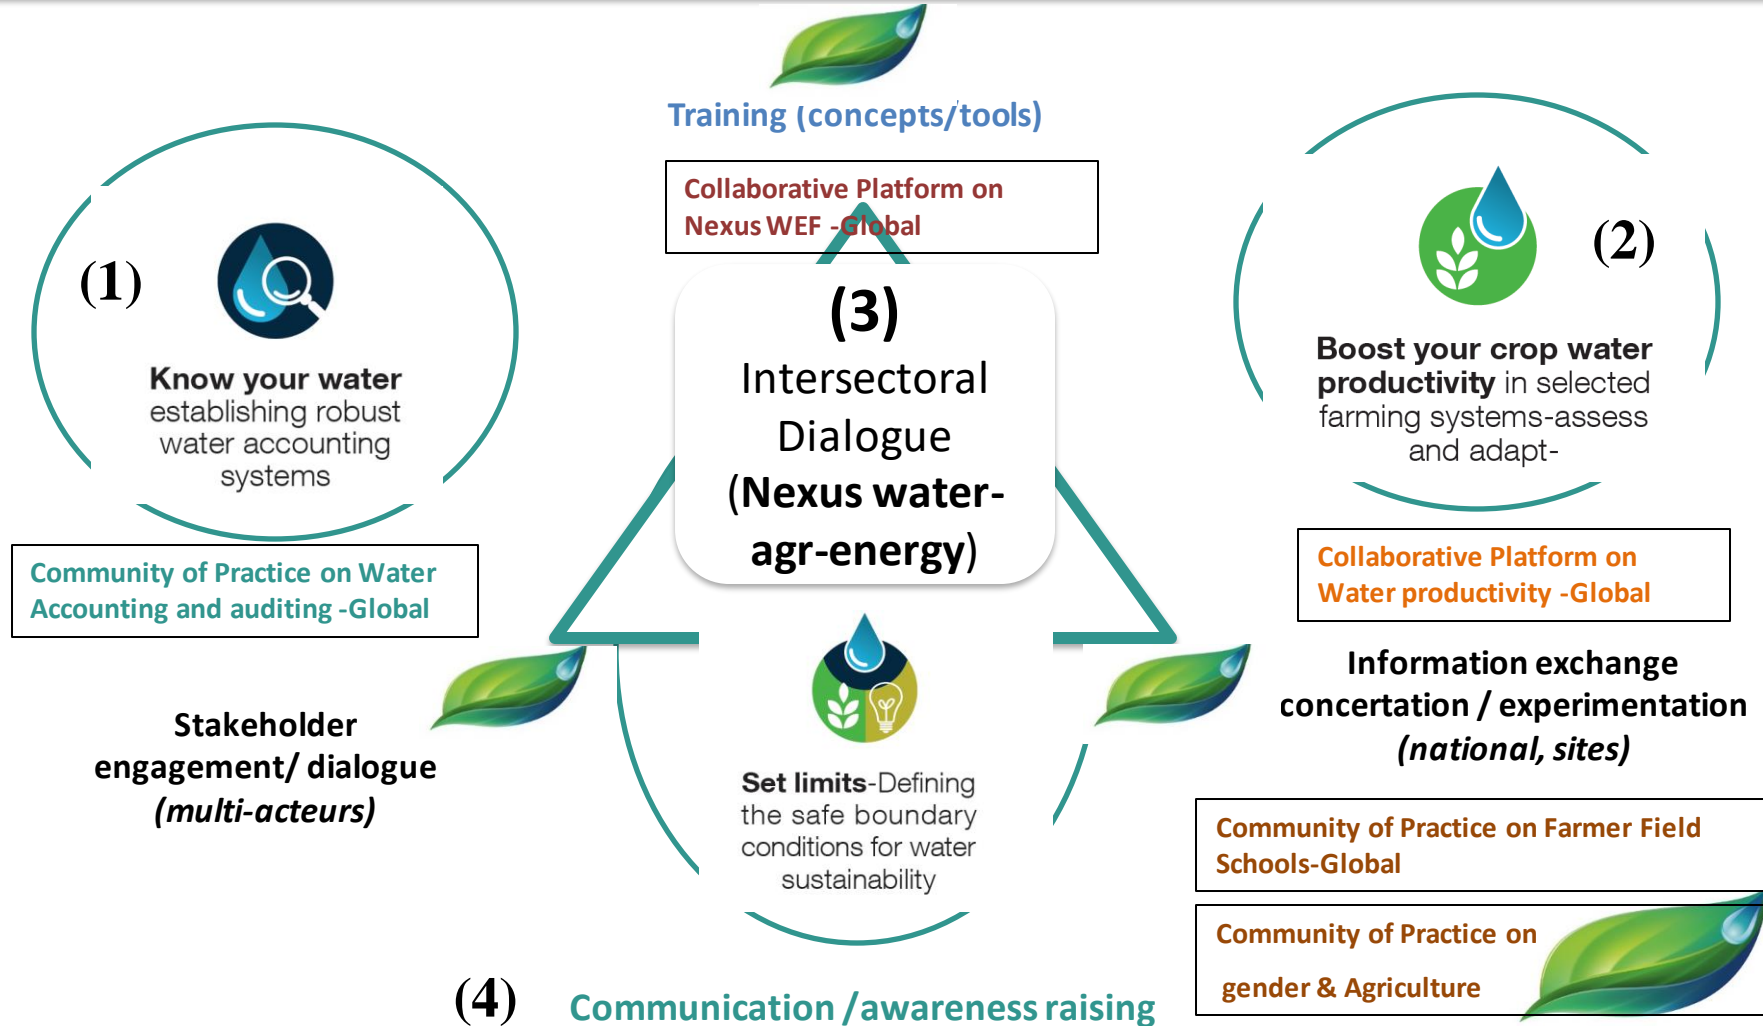 Training (concepts/tools)
Collaborative Platform on
Nexus WEF -Global
(1)
Know your water
establishing robust
water accounting
systems
Community of Practice on Water
Accounting and auditing -Global
(3)
Intersectoral
Dialogue
(Nexus water-
agr-energy)
(2)
Boost your crop water
productivity in selected
farming systems-assess
and adapt-
Collaborative Platform on
Water productivity -Global
Stakeholder
engagement/ dialogue
(multi-acteurs)
Set limits-Defining
the safe boundary
conditions for water
sustainability
Information exchange
concertation / experimentation
(national, sites)
Community of Practice on Farmer Field
Schools-Global
Community of Practice on
gender & Agriculture
(4)
Communication /awareness raising